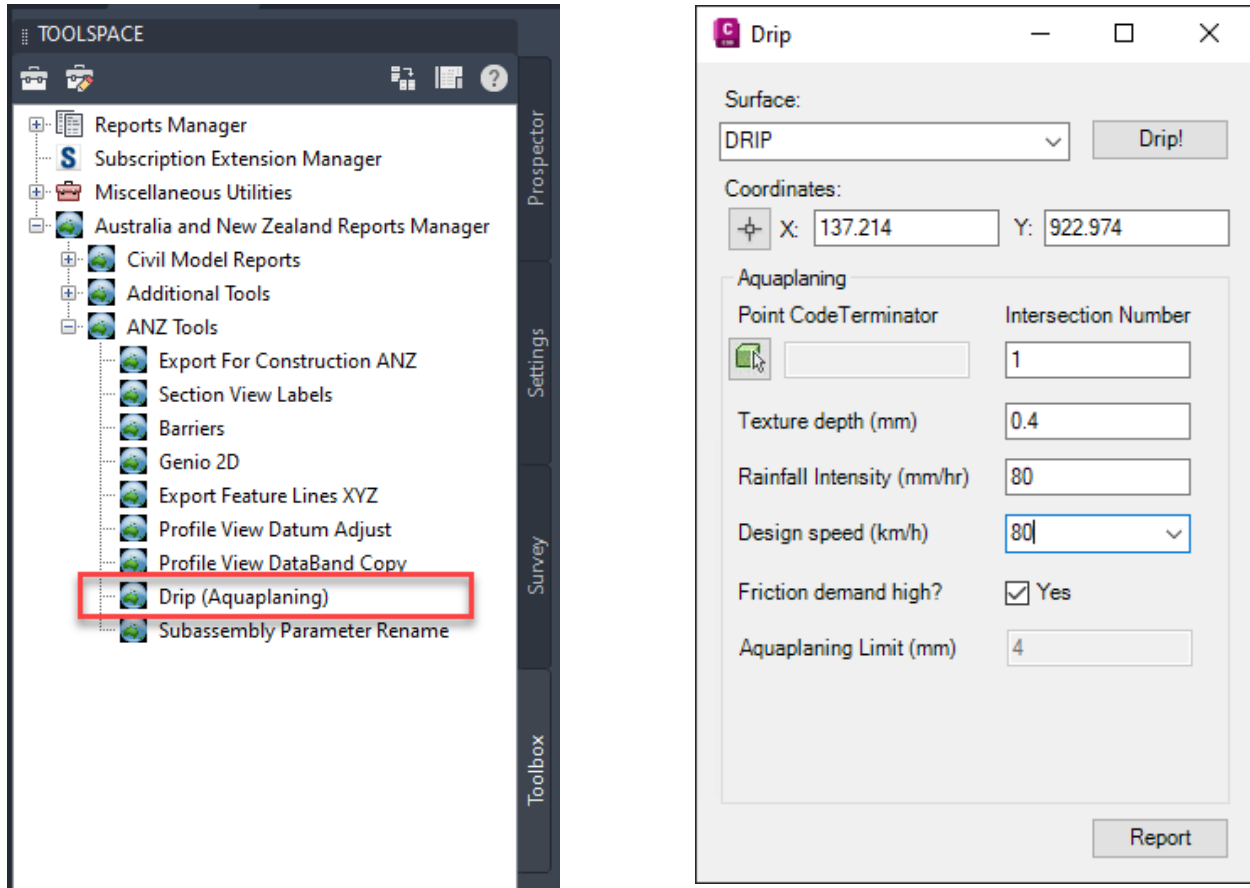 TOOLSPACE
Reports Manager
S Subscription Extension Manager
Miscellaneous Utilities
Australia and New Zealand Reports Manager
Civil Model Reports
Additional Tools
ANZ Tools
Export For Construction ANZ
Section View Labels
Barriers
Genio 2D
Export Feature Lines XYZ
Profile View Datum Adjust
Profile View DataBand Copy
Drip (Aquaplaning)
Subassembly Parameter Rename
Prospector
Settings
Survey
Toolbox
C Drip
Surface:
DRIP Drip!
Coordinates:
X: 137.214 Y: 922.974
Aquaplaning
Point CodeTerminator Intersection Number
1
Texture depth (mm) 0.4
Rainfall Intensity (mm/hr) 80
Design speed (km/h) 80
Friction demand high? Yes
Aquaplaning Limit (mm) 4
Report